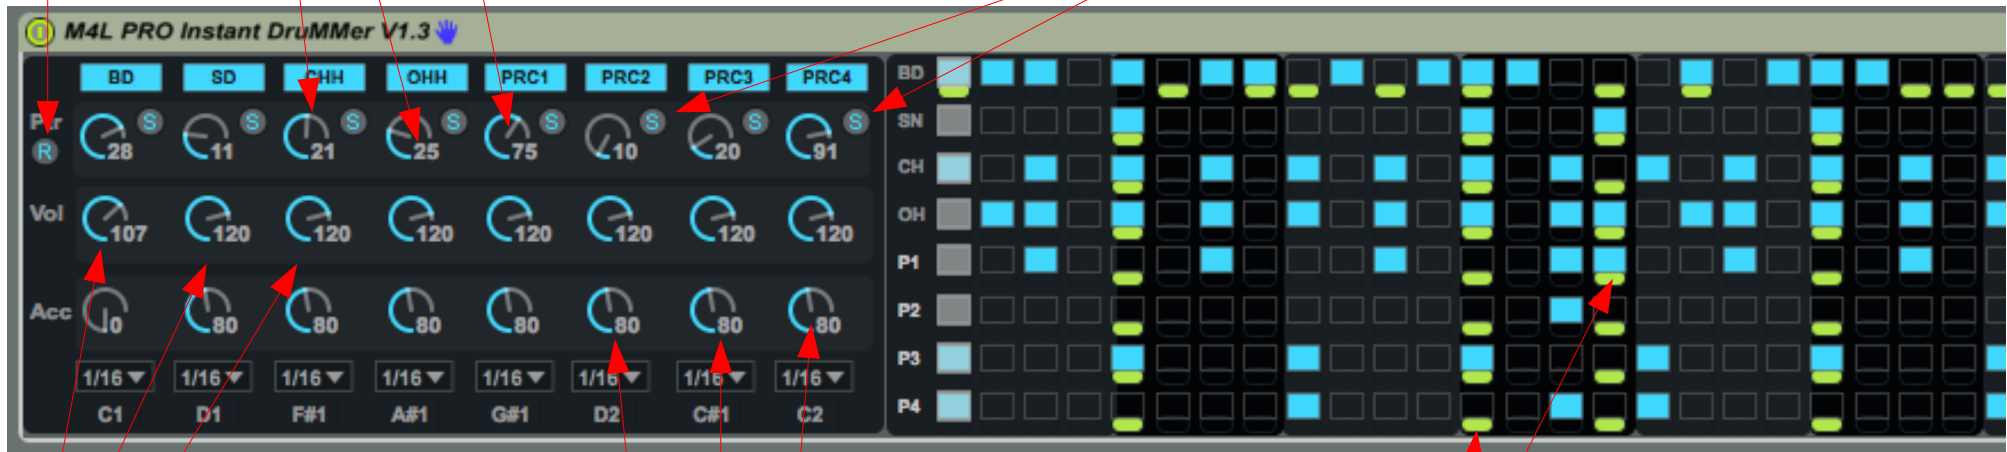 M4L PRO Instant DruMMer V1.3
BD SD CHH OHH PRC1 PRC2 PRC3 PRC4
Ptr S S S S S S S
R 28 11 21 25 75 10 20 91
Vol 107 120 120 120 120 120 120 120
Acc 0 80 80 80 80 80 80 80
1/16 1/16 1/16 1/16 1/16 1/16 1/16 1/16
C1 D1 F#1 A#1 G#1 D2 C#1 C2
BD
SN
CH
OH
P1
P2
P3
P4